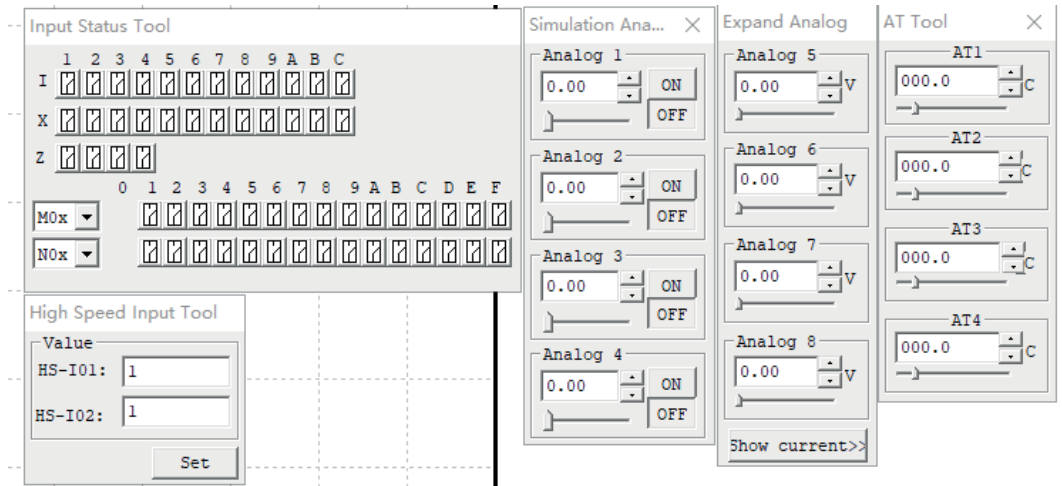 Input Status Tool
1 2 3 4 5 6 7 8 9 A B C
I
X
Z
0 1 2 3 4 5 6 7 8 9 A B C D E F
M0x
N0x
High Speed Input Tool
Value
HS-I01: 1
HS-I02: 1
Set
Simulation Ana...
Analog 1
0.00 ON
OFF
Analog 2
0.00 ON
OFF
Analog 3
0.00 ON
OFF
Analog 4
0.00 ON
OFF
Expand Analog
Analog 5
0.00 V
Analog 6
0.00 V
Analog 7
0.00 V
Analog 8
0.00 V
Show current>>
AT Tool
AT1
000.0 C
AT2
000.0 C
AT3
000.0 C
AT4
000.0 C